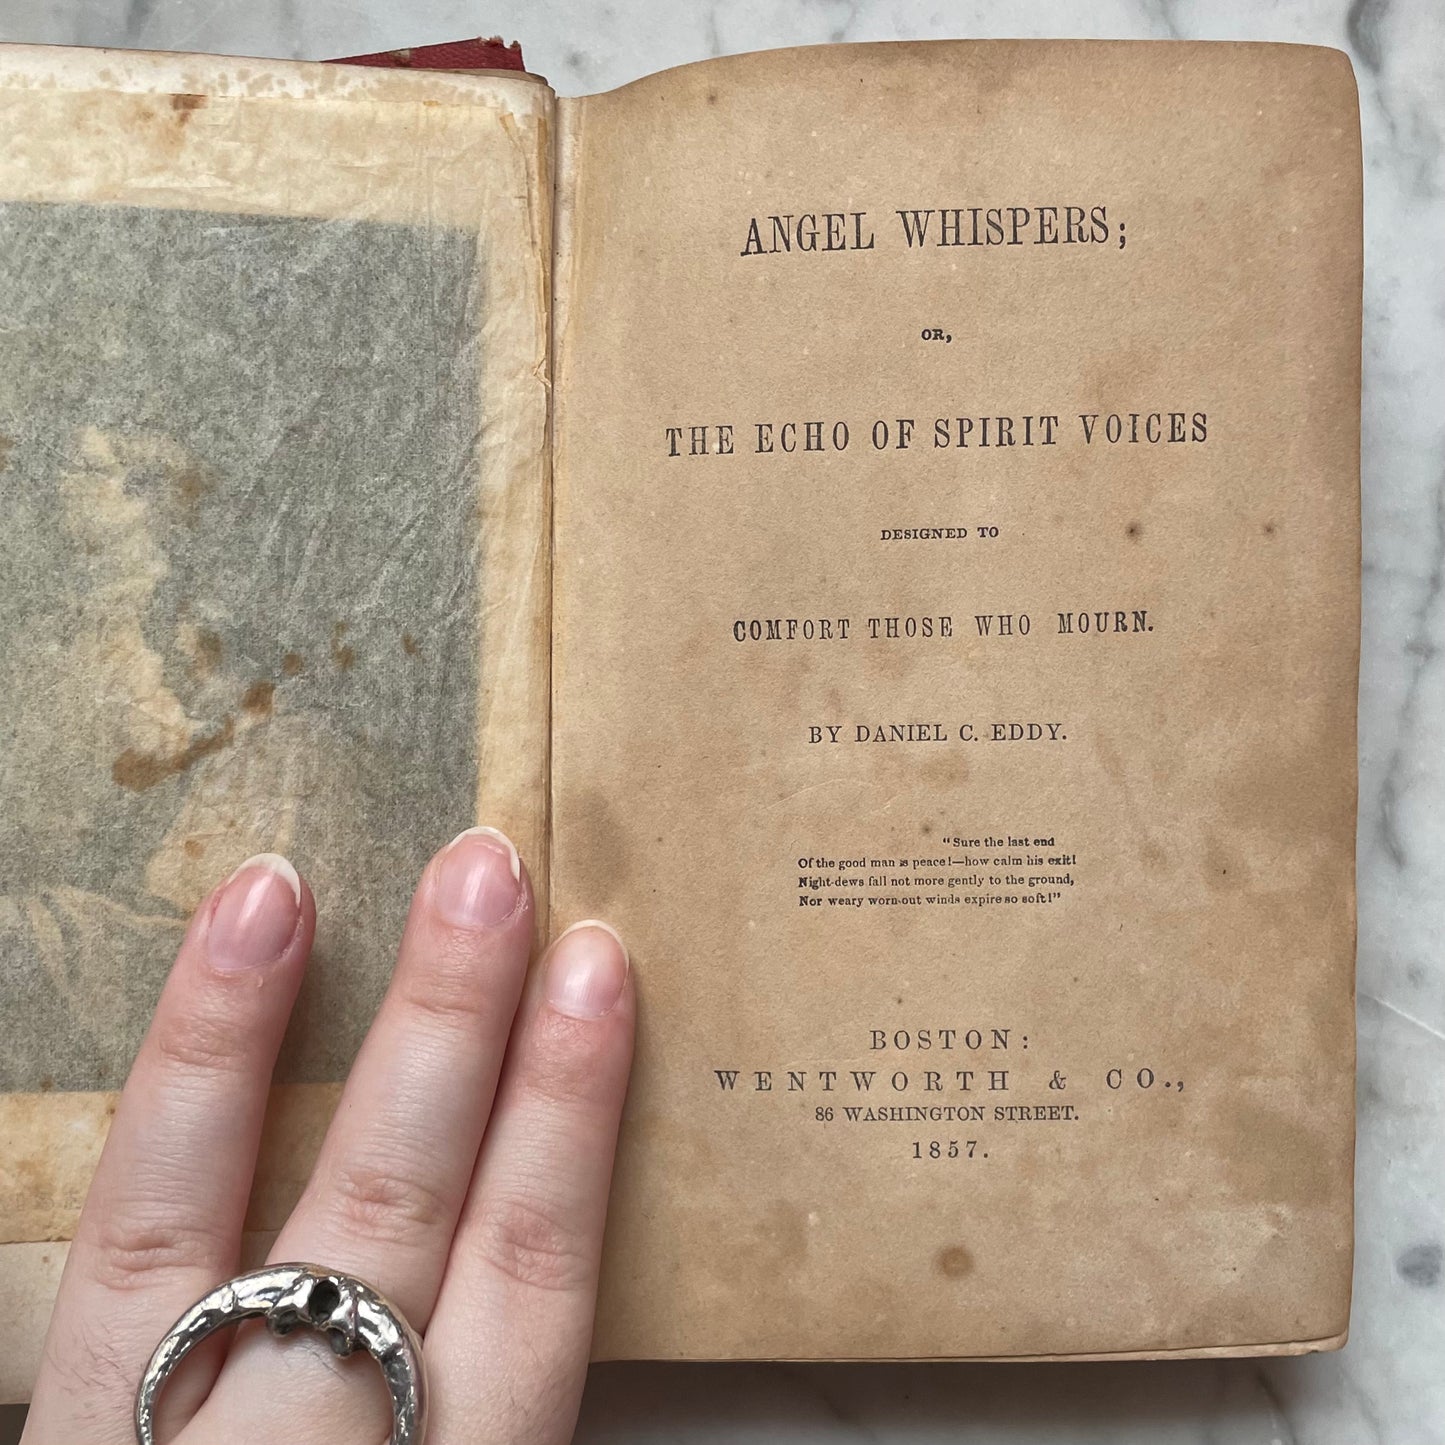 ANGEL WHISPERS;
OR,
THE ECHO OF SPIRIT VOICES
DESIGNED TO
COMFORT THOSE WHO MOURN.
BY DANIEL C. EDDY.
"Sure the last end
Of the good man is peace!—how calm his exit!
Night-dews fall not more gently to the ground,
Nor weary worn-out winds expire so soft!"
BOSTON:
WENTWORTH & CO.,
86 WASHINGTON STREET.
1857.